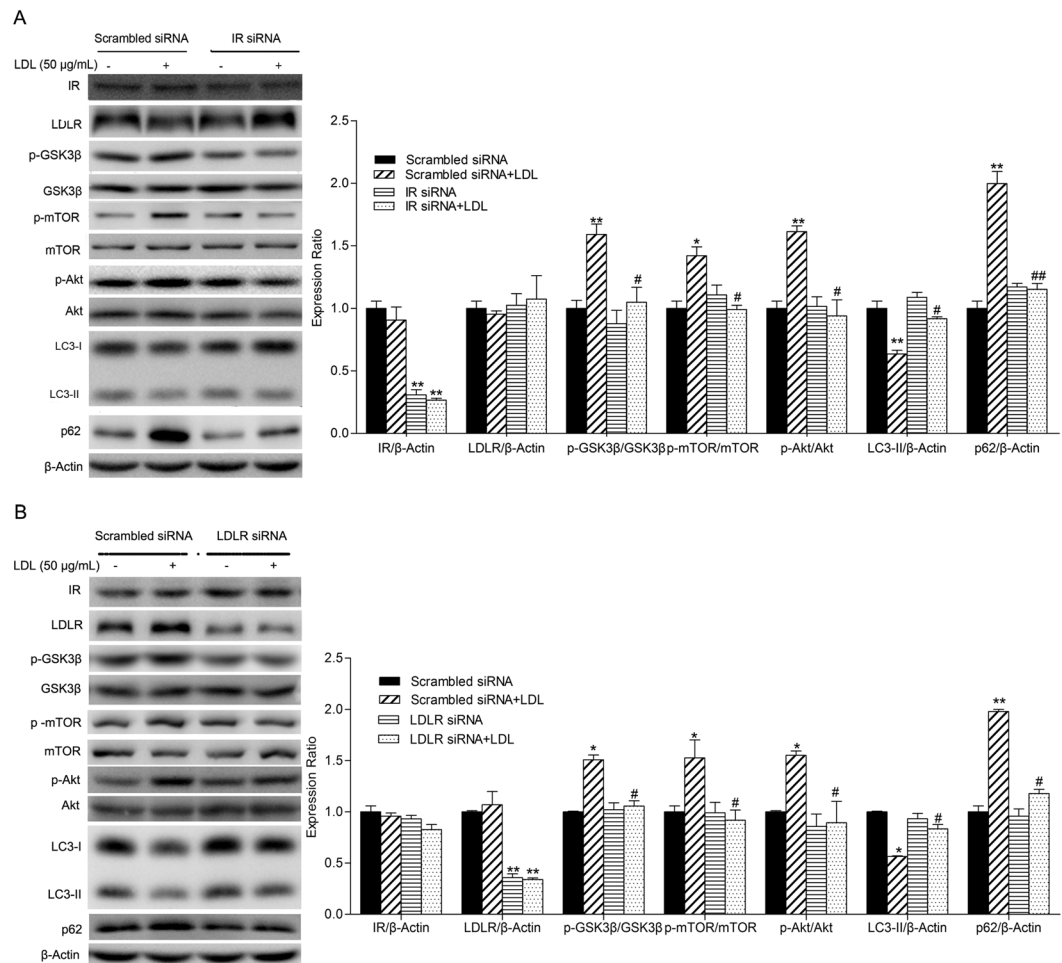 A
Scrambled siRNA IR siRNA
LDL (50 µg/mL) - + - +
IR
LDLR
p-GSK3β
GSK3β
p-mTOR
mTOR
p-Akt
Akt
LC3-I
LC3-II
p62
β-Actin
Expression Ratio
2.5
2.0
1.5
1.0
0.5
0.0
Scrambled siRNA
Scrambled siRNA+LDL
IR siRNA
IR siRNA+LDL
** ** ** # * # ** # ** # ** ##
IR/β-Actin LDLR/β-Actin p-GSK3β/GSK3β p-mTOR/mTOR p-Akt/Akt LC3-II/β-Actin p62/β-Actin
B
Scrambled siRNA LDLR siRNA
LDL (50 µg/mL) - + - +
IR
LDLR
p-GSK3β
GSK3β
p -mTOR
mTOR
p-Akt
Akt
LC3-I
LC3-II
p62
β-Actin
Expression Ratio
2.5
2.0
1.5
1.0
0.5
0.0
Scrambled siRNA
Scrambled siRNA+LDL
LDLR siRNA
LDLR siRNA+LDL
** ** * # * # * # * # ** #
IR/β-Actin LDLR/β-Actin p-GSK3β/GSK3β p-mTOR/mTOR p-Akt/Akt LC3-II/β-Actin p62/β-Actin